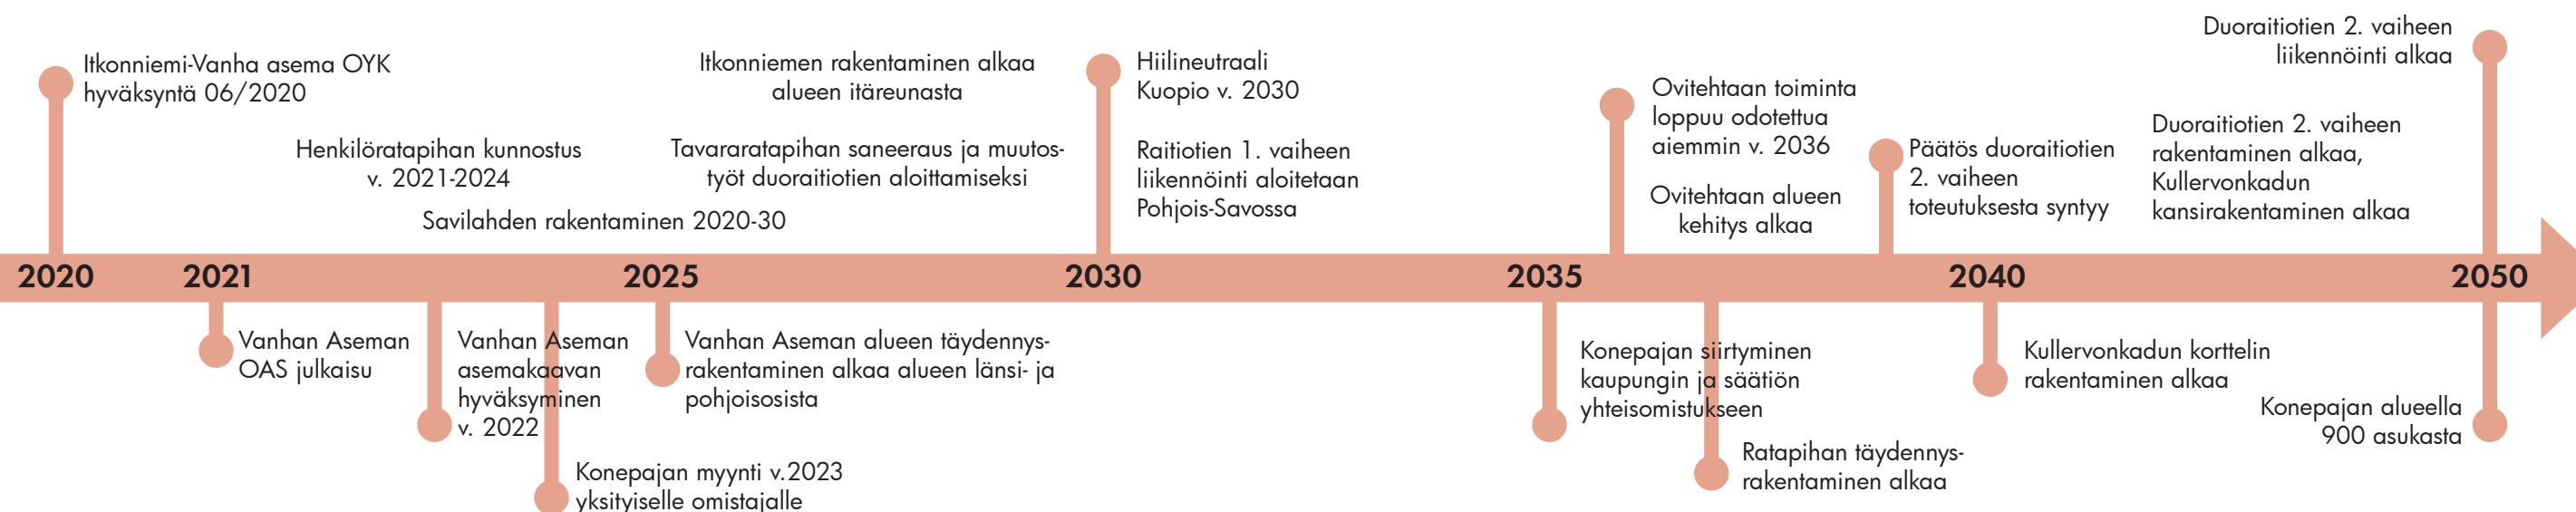 Itkonniemi-Vanha asema OYK
hyväksyntä 06/2020
Henkilöratapihan kunnostus
v. 2021-2024
Savilahden rakentaminen 2020-30
Itkonniemen rakentaminen alkaa
alueen itäreunasta
Tavararatapihan saneeraus ja muutos-
työt duoraitiotien aloittamiseksi
Hiilineutraali
Kuopio v. 2030
Raitiotien 1. vaiheen
liikennöinti aloitetaan
Pohjois-Savossa
Ovitehtaan toiminta
loppuu odotettua
aiemmin v. 2036
Ovitehtaan alueen
kehitys alkaa
Päätös duoraitiotien
2. vaiheen
toteutuksesta syntyy
Duoraitiotien 2. vaiheen
rakentaminen alkaa,
Kullervonkadun
kansirakentaminen alkaa
Duoraitiotien 2. vaiheen
liikennöinti alkaa
2020 2021 2025 2030 2035 2040 2050
Vanhan Aseman
OAS julkaisu
Vanhan Aseman
asemakaavan
hyväksyminen
v. 2022
Konepajan myynti v.2023
yksityiselle omistajalle
Vanhan Aseman alueen täydennys-
rakentaminen alkaa alueen länsi- ja
pohjoisosista
Konepajan siirtyminen
kaupungin ja säätiön
yhteisomistukseen
Ratapihan täydennys-
rakentaminen alkaa
Kullervonkadun korttelin
rakentaminen alkaa
Konepajan alueella
900 asukasta